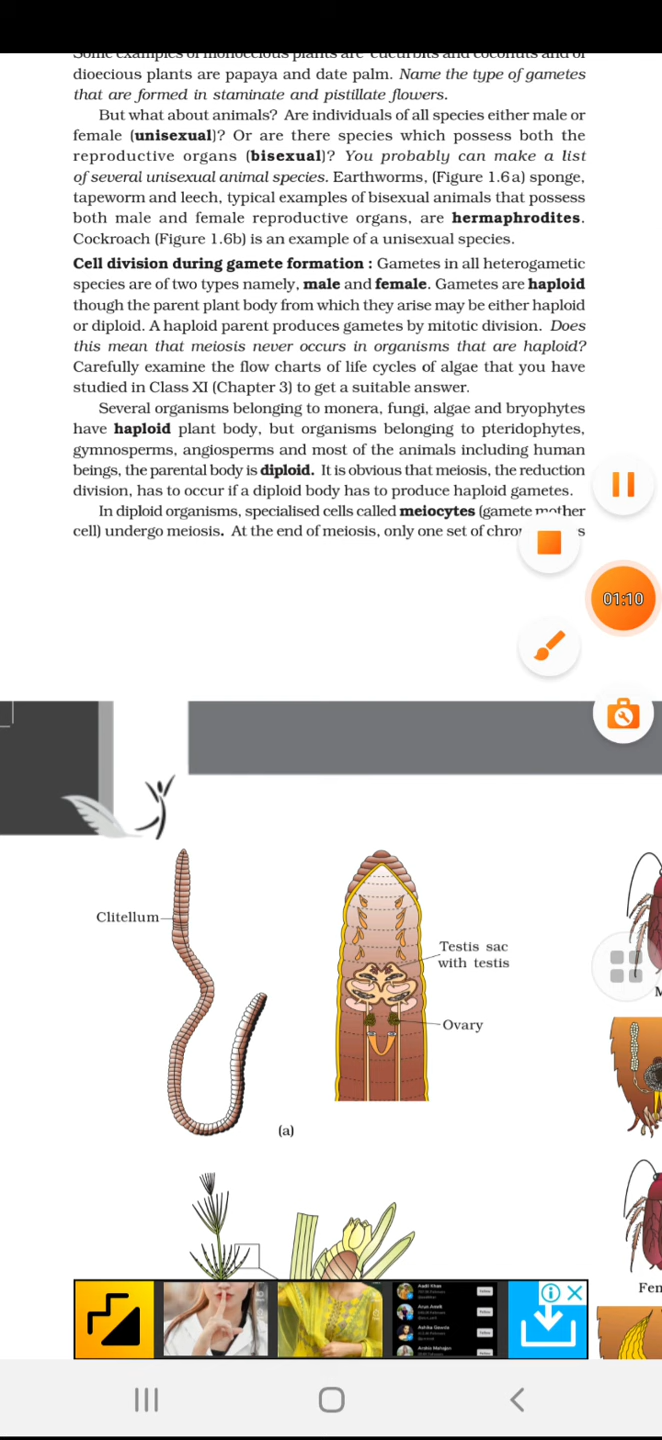 Some examples of monoecious plants are cucurbits and coconuts and of
dioecious plants are papaya and date palm. Name the type of gametes
that are formed in staminate and pistillate flowers.
But what about animals? Are individuals of all species either male or
female (unisexual)? Or are there species which possess both the
reproductive organs (bisexual)? You probably can make a list
of several unisexual animal species. Earthworms, (Figure 1.6 a) sponge,
tapeworm and leech, typical examples of bisexual animals that possess
both male and female reproductive organs, are hermaphrodites.
Cockroach (Figure 1.6b) is an example of a unisexual species.
Cell division during gamete formation : Gametes in all heterogametic
species are of two types namely, male and female. Gametes are haploid
though the parent plant body from which they arise may be either haploid
or diploid. A haploid parent produces gametes by mitotic division. Does
this mean that meiosis never occurs in organisms that are haploid?
Carefully examine the flow charts of life cycles of algae that you have
studied in Class XI (Chapter 3) to get a suitable answer.
Several organisms belonging to monera, fungi, algae and bryophytes
have haploid plant body, but organisms belonging to pteridophytes,
gymnosperms, angiosperms and most of the animals including human
beings, the parental body is diploid. It is obvious that meiosis, the reduction
division, has to occur if a diploid body has to produce haploid gametes.
In diploid organisms, specialised cells called meiocytes (gamete mother
cell) undergo meiosis. At the end of meiosis, only one set of chro s
01:10
Clitellum
Testis sac
with testis
Ovary
M
(a)
Fen